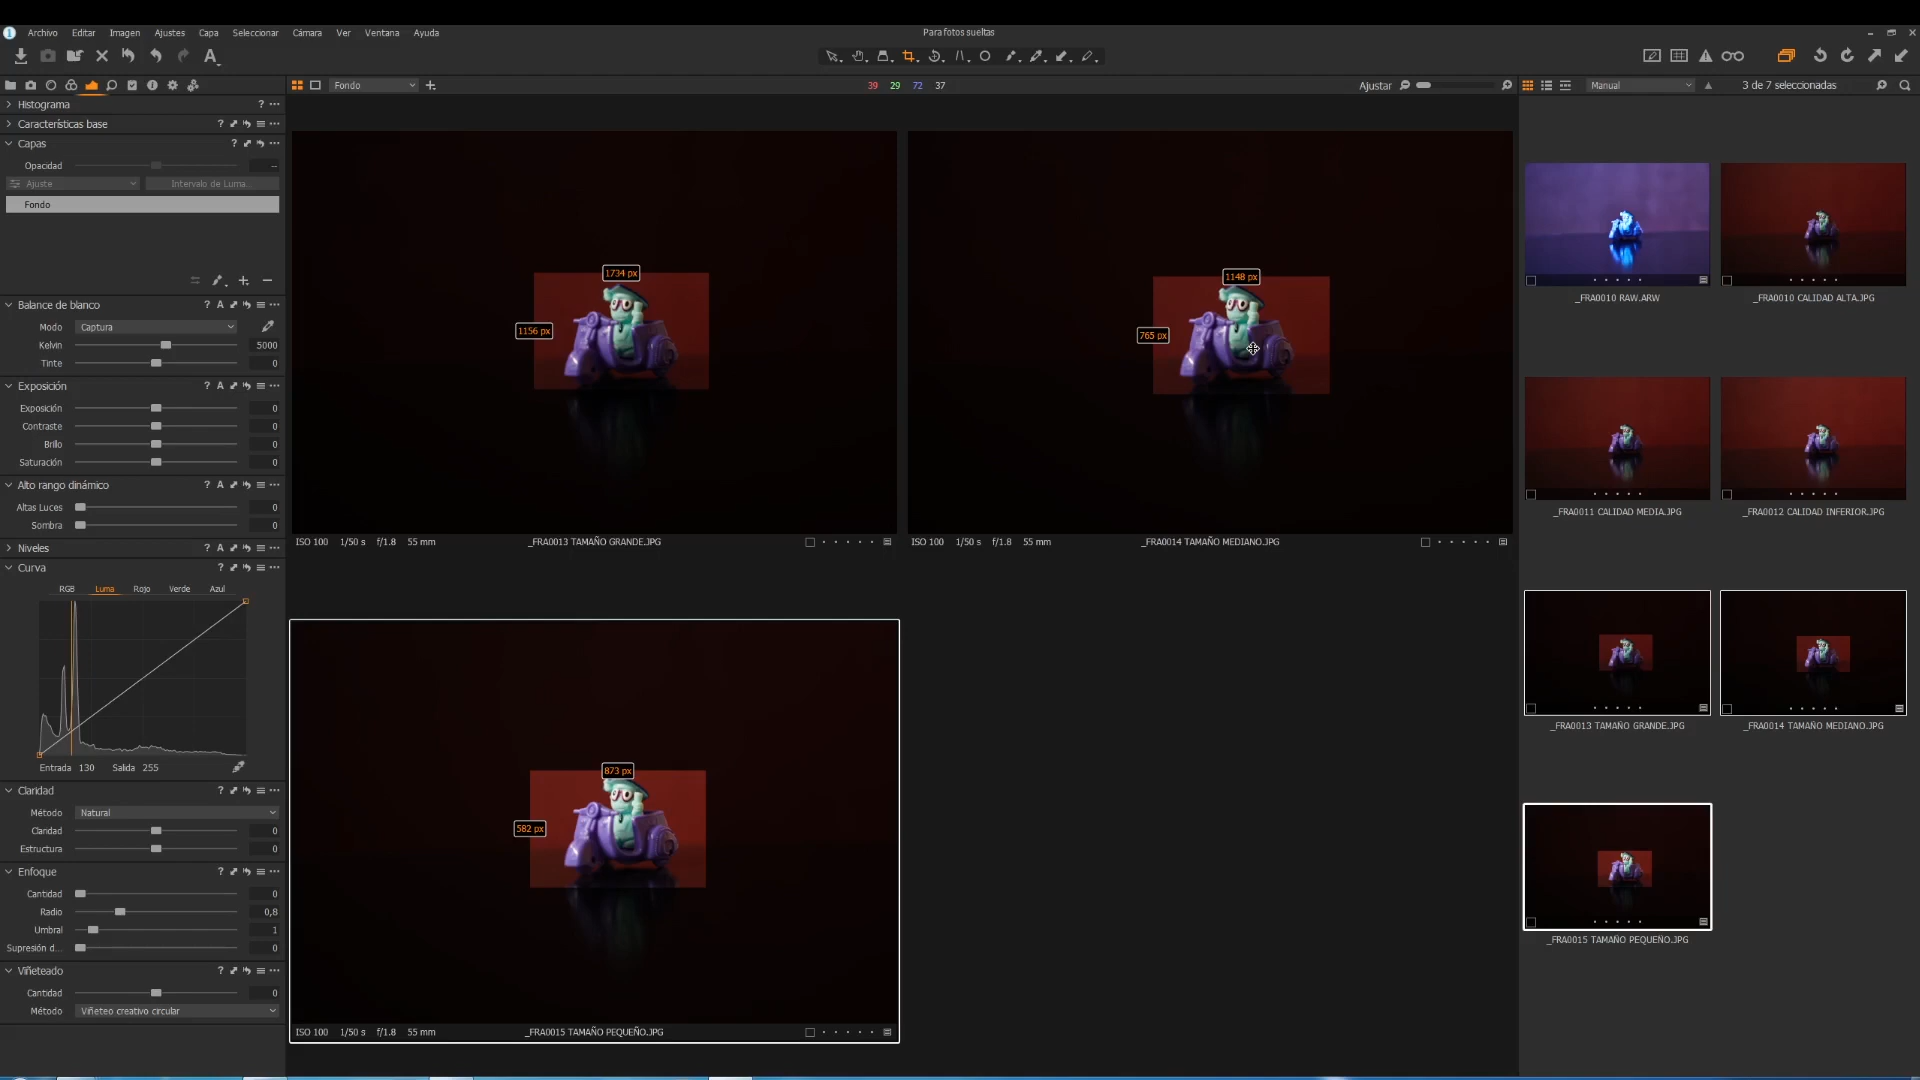 Para fotos sueltas
Archivo Editar Imagen Ajustes Capa Seleccionar Cámara Ver Ventana Ayuda
Fondo
39 29 72 37
Ajustar
Manual
3 de 7 seleccionadas
Histograma
Características base
Capas
Opacidad --
Ajuste Intervalo de Luma...
Fondo
Balance de blanco
Modo Captura
Kelvin 5000
Tinte 0
Exposición
Exposición 0
Contraste 0
Brillo 0
Saturación 0
Alto rango dinámico
Altas Luces 0
Sombra 0
Niveles
Curva
RGB Luma Rojo Verde Azul
Entrada 130 Salida 255
Claridad
Método Natural
Claridad 0
Estructura 0
Enfoque
Cantidad 0
Radio 0,8
Umbral 1
Supresión d... 0
Viñeteado
Cantidad 0
Método Viñeteo creativo circular
1734 px
1156 px
ISO 100 1/50 s f/1.8 55 mm _FRA0013 TAMAÑO GRANDE.JPG
1148 px
765 px
ISO 100 1/50 s f/1.8 55 mm _FRA0014 TAMAÑO MEDIANO.JPG
873 px
582 px
ISO 100 1/50 s f/1.8 55 mm _FRA0015 TAMAÑO PEQUEÑO.JPG
_FRA0010 RAW.ARW
_FRA0010 CALIDAD ALTA.JPG
_FRA0011 CALIDAD MEDIA.JPG
_FRA0012 CALIDAD INFERIOR.JPG
_FRA0013 TAMAÑO GRANDE.JPG
_FRA0014 TAMAÑO MEDIANO.JPG
_FRA0015 TAMAÑO PEQUEÑO.JPG